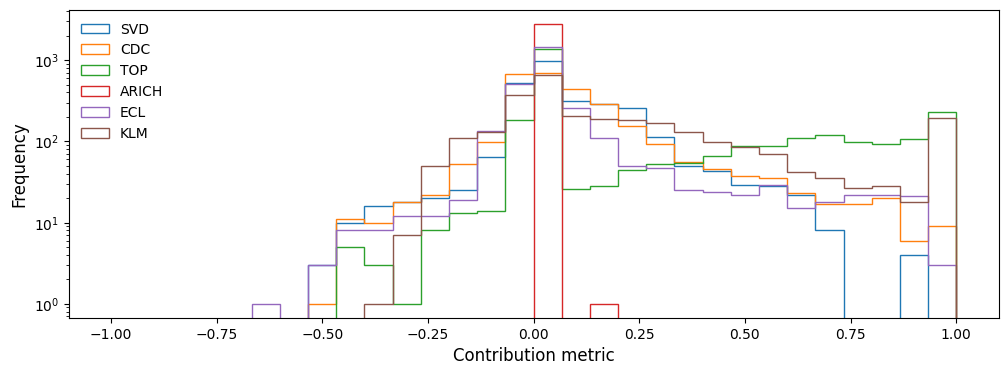 SVD
CDC
TOP
ARICH
ECL
KLM
Frequency
10³
10²
10¹
10⁰
−1.00 −0.75 −0.50 −0.25 0.00 0.25 0.50 0.75 1.00
Contribution metric